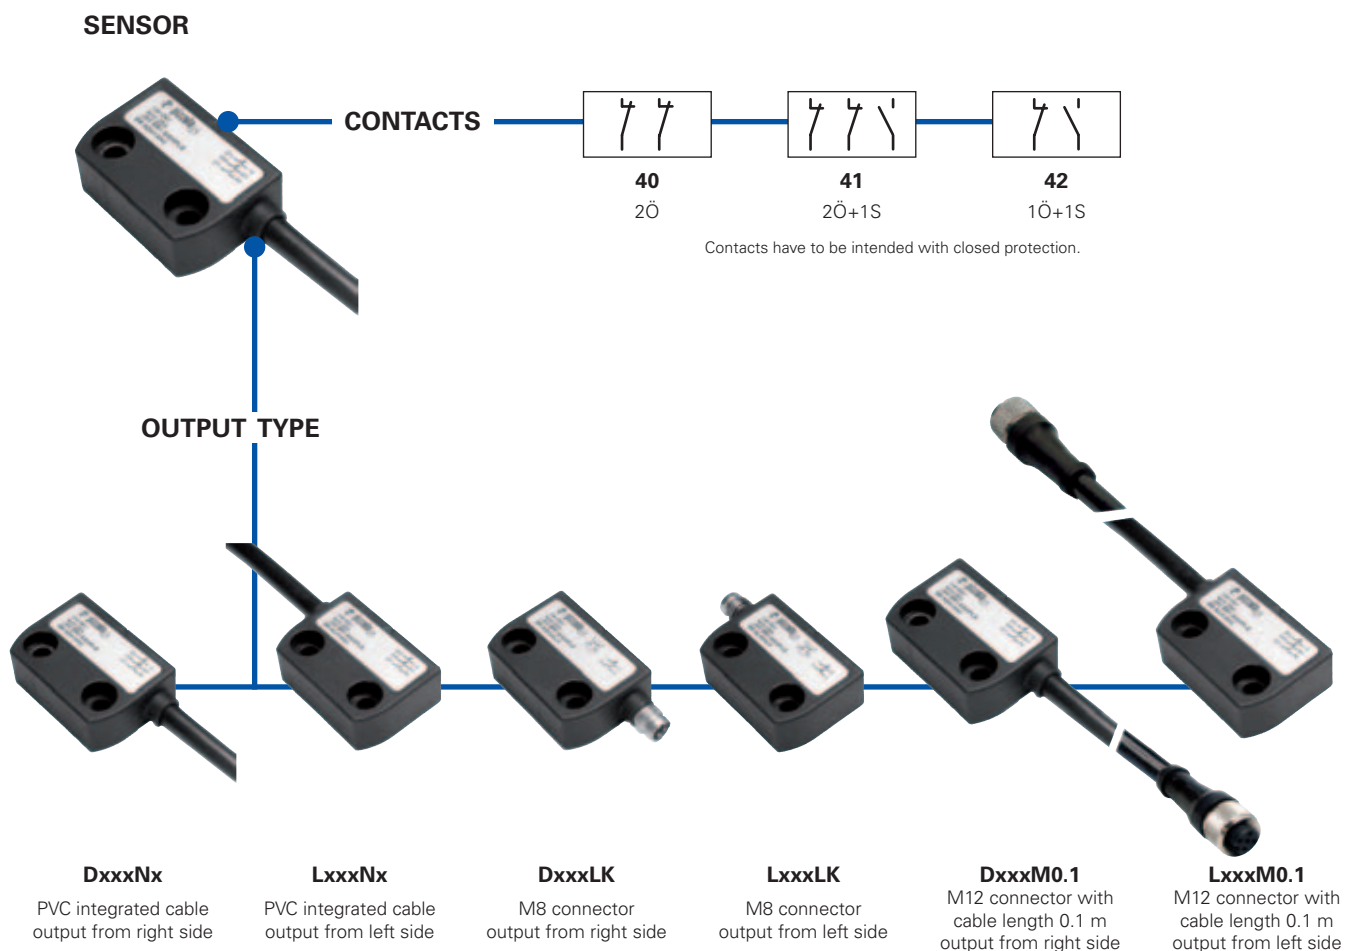 SENSOR
CONTACTS
40
2Ö
41
2Ö+1S
42
1Ö+1S
Contacts have to be intended with closed protection.
OUTPUT TYPE
DxxxNx
PVC integrated cable
output from right side
LxxxNx
PVC integrated cable
output from left side
DxxxLK
M8 connector
output from right side
LxxxLK
M8 connector
output from left side
DxxxM0.1
M12 connector with
cable length 0.1 m
output from right side
LxxxM0.1
M12 connector with
cable length 0.1 m
output from left side